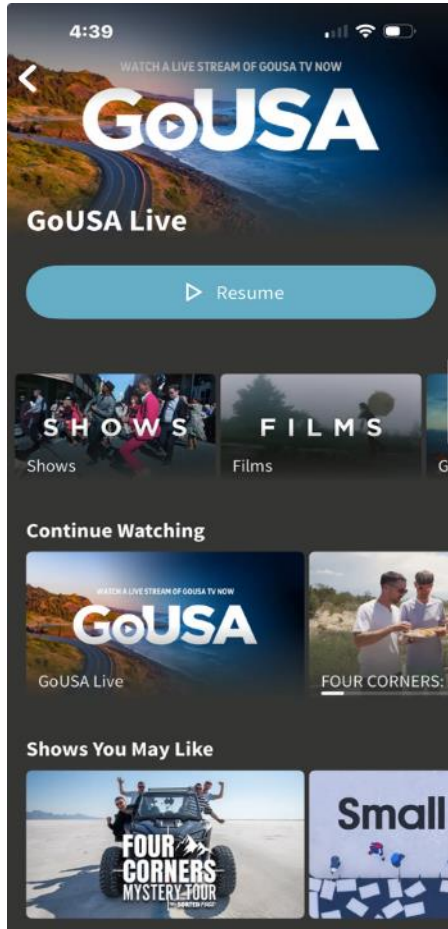 4:39
WATCH A LIVE STREAM OF GOUSA TV NOW
GoUSA
GoUSA Live
Resume
SHOWS
FILMS
Shows
Films
G
Continue Watching
WATCH A LIVE STREAM OF GOUSA TV NOW
GoUSA
GoUSA Live
FOUR CORNERS:
Shows You May Like
FOUR
CORNERS
MYSTERY TOUR
Small